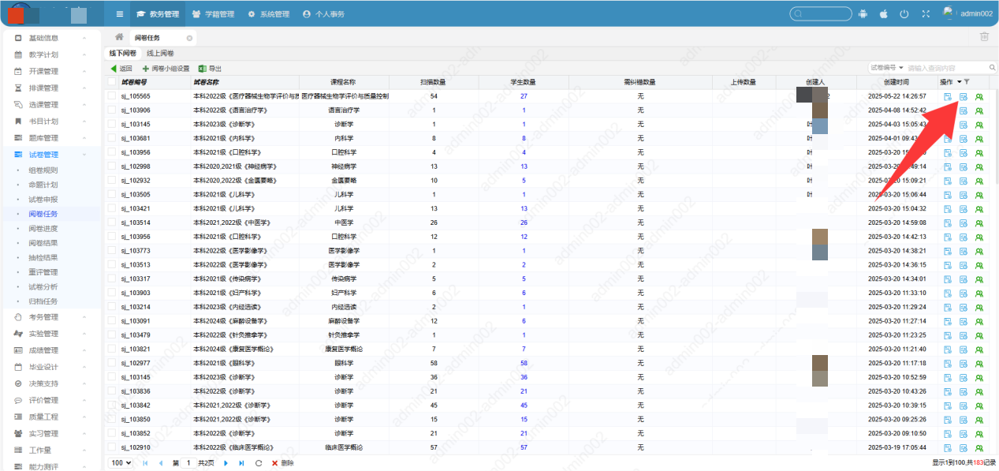 教务管理 学籍管理 系统管理 个人事务 admin002
基础信息
教学计划
开课管理
排课管理
选课管理
书目计划
题库管理
试卷管理
组卷规则
命题计划
试卷申报
阅卷任务
阅卷进度
阅卷结果
抽检结果
重评管理
试卷分析
归档任务
考务管理
实验管理
成绩管理
毕业设计
决策支持
评价管理
质量工程
实习管理
工作量
能力测评
阅卷任务
线下阅卷 线上阅卷
返回 阅卷小组设置 导出 试卷编号 请输入查询内容
试卷编号 试卷名称 课程名称 扫描数量 学生数量 需纠错数量 上传数量 创建人 创建时间 操作
sj_105565 本科2022级《医疗器械生物学评价与质 医疗器械生物学评价与质量控制 54 27 无 2 2025-05-22 14:26:57
sj_103906 本科2022级《语言治疗学》 语言治疗学 1 1 无 2025-04-08 14:52:42
sj_103145 本科2023级《诊断学》 诊断学 1 1 无 叶 2025-04-03 15:05:43
sj_103681 本科2021级《内科学》 内科学 8 8 无 叶 2025-04-01 09:43
sj_103956 本科2021级《口腔科学》 口腔科学 4 4 无 叶 2025-03-20 15
sj_102998 本科2020,2021级《神经病学》 神经病学 13 13 无 叶 2025-03-20 49:14
sj_102932 本科2020,2022级《金匮要略》 金匮要略 10 5 无 叶 2025-03-20 15:09:21
sj_103505 本科2021级《儿科学》 儿科学 1 1 无 叶 2025-03-20 15:06:44
sj_103421 本科2021级《儿科学》 儿科学 13 13 无 2025-03-20 15:04:32
sj_103514 本科2021,2022级《中医学》 中医学 26 26 无 2025-03-20 14:59:08
sj_103956 本科2021级《口腔科学》 口腔科学 12 12 无 2025-03-20 14:42:13
sj_103773 本科2022级《医学影像学》 医学影像学 1 1 无 2025-03-20 14:38:21
sj_103513 本科2022级《医学影像学》 医学影像学 2 2 无 2025-03-20 14:36:15
sj_103317 本科2021级《传染病学》 传染病学 5 5 无 2025-03-20 14:34:01
sj_103903 本科2021级《妇产科学》 妇产科学 6 6 无 2025-03-20 11:33:10
sj_103214 本科2023级《内经选读》 内经选读 2 1 无 2025-03-20 11:29:24
sj_103091 本科2024级《麻醉设备学》 麻醉设备学 12 6 无 2025-03-20 11:27:14
sj_103479 本科2022级《针灸推拿学》 针灸推拿学 1 1 无 2025-03-20 11:23:25
sj_103821 本科2024级《康复医学概论》 康复医学概论 7 7 无 2025-03-20 11:21:40
sj_102977 本科2021级《眼科学》 眼科学 58 58 无 2025-03-20 11:17:18
sj_103145 本科2023级《诊断学》 诊断学 36 36 无 2025-03-20 10:52:59
sj_103836 本科2022级《诊断学》 诊断学 21 21 无 2025-03-20 10:43:26
sj_103842 本科2021,2022级《诊断学》 诊断学 45 45 无 2025-03-20 10:39:15
sj_103850 本科2021,2022级《诊断学》 诊断学 15 15 无 2025-03-20 09:25:26
sj_103852 本科2022级《诊断学》 诊断学 21 21 无 2025-03-20 09:10:50
sj_102910 本科2022级《临床医学概论》 临床医学概论 57 57 无 2025-03-19 17:05:44
100 第 1 共2页 删除 显示1到100,共183记录